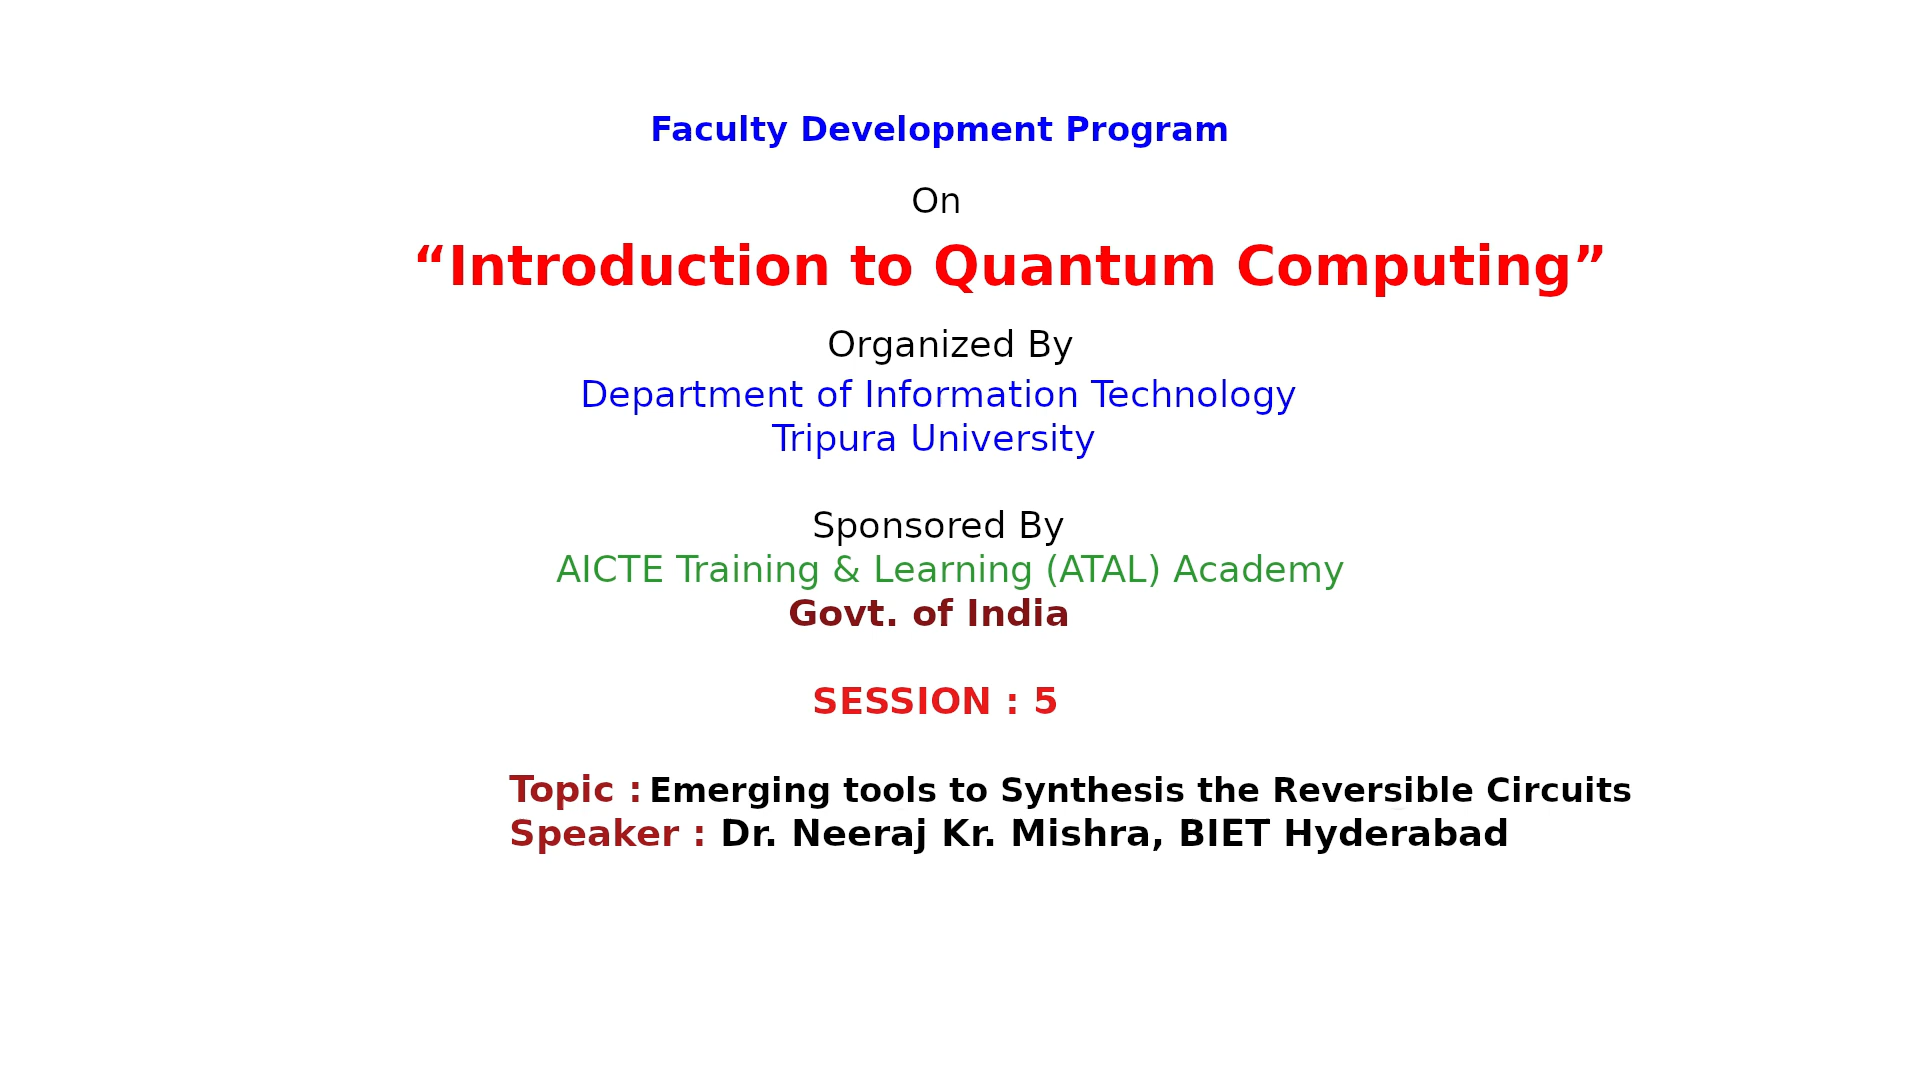 Faculty Development Program
On
“Introduction to Quantum Computing”
Organized By
Department of Information Technology
Tripura University
Sponsored By
AICTE Training & Learning (ATAL) Academy
Govt. of India
SESSION : 5
Topic : Emerging tools to Synthesis the Reversible Circuits
Speaker : Dr. Neeraj Kr. Mishra, BIET Hyderabad